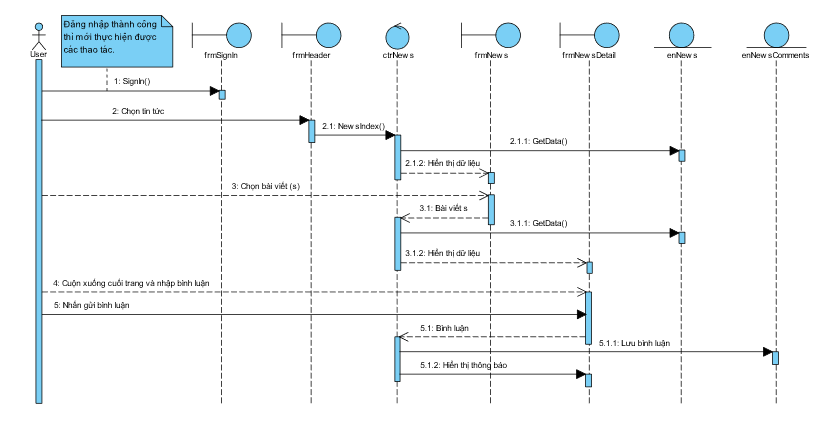 Đăng nhập thành công
thì mới thực hiện được
các thao tác.
User
frmSignIn
frmHeader
ctrNews
frmNews
frmNewsDetail
enNews
enNewsComments
1: SignIn()
2: Chọn tin tức
2.1: NewsIndex()
2.1.1: GetData()
2.1.2: Hiển thị dữ liệu
3: Chọn bài viết (s)
3.1: Bài viết s
3.1.1: GetData()
3.1.2: Hiển thị dữ liệu
4: Cuộn xuống cuối trang và nhập bình luận
5: Nhấn gửi bình luận
5.1: Bình luận
5.1.1: Lưu bình luận
5.1.2: Hiển thị thông báo